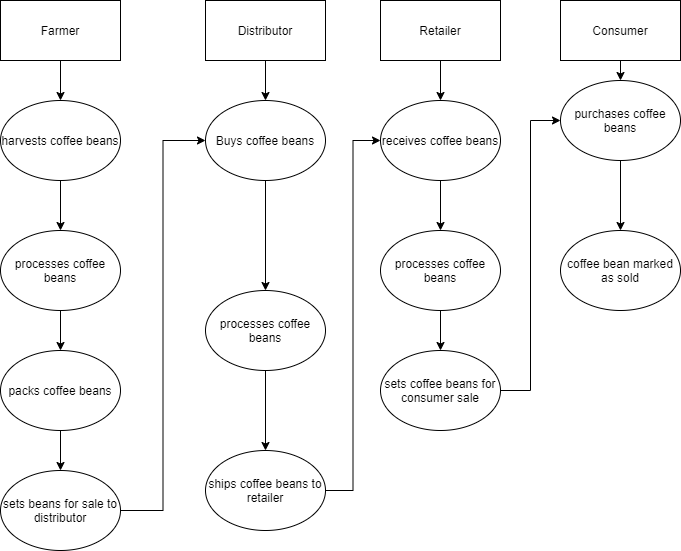 Farmer
harvests coffee beans
processes coffee
beans
packs coffee beans
sets beans for sale to
distributor
Distributor
Buys coffee beans
processes coffee
beans
ships coffee beans to
retailer
Retailer
receives coffee beans
processes coffee
beans
sets coffee beans for
consumer sale
Consumer
purchases coffee
beans
coffee bean marked
as sold